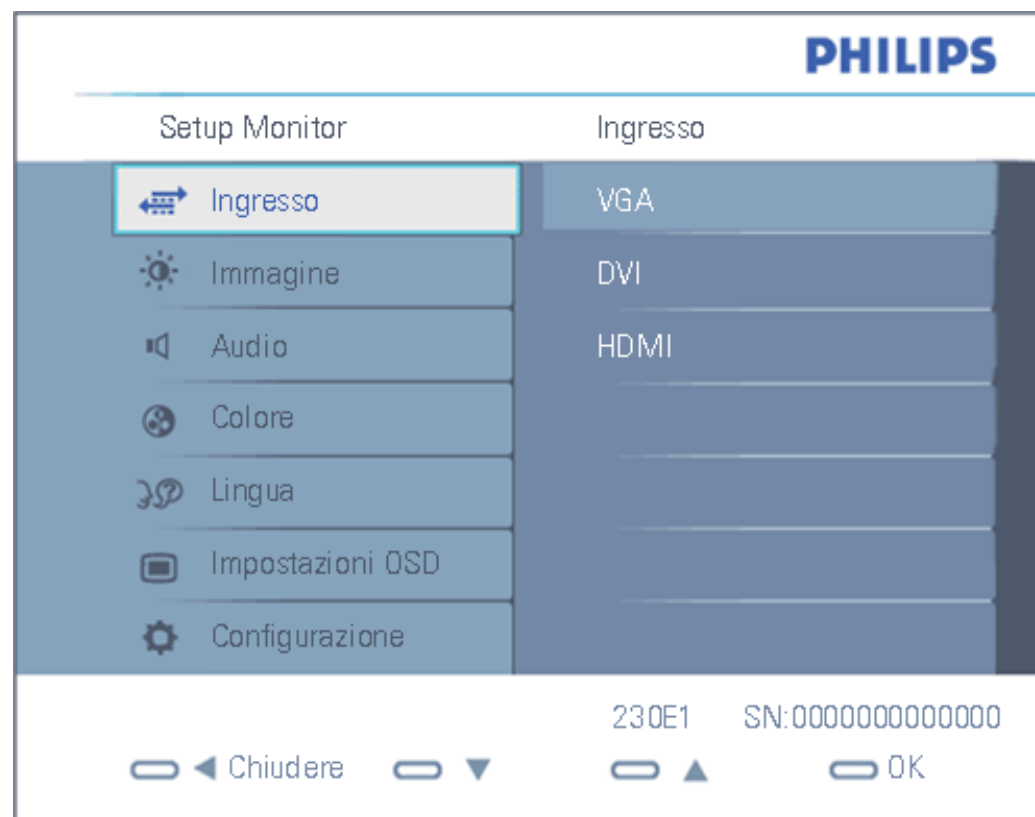 PHILIPS
Setup Monitor Ingresso
Ingresso VGA
Immagine DVI
Audio HDMI
Colore
Lingua
Impostazioni OSD
Configurazione
230E1 SN:0000000000000
Chiudere OK